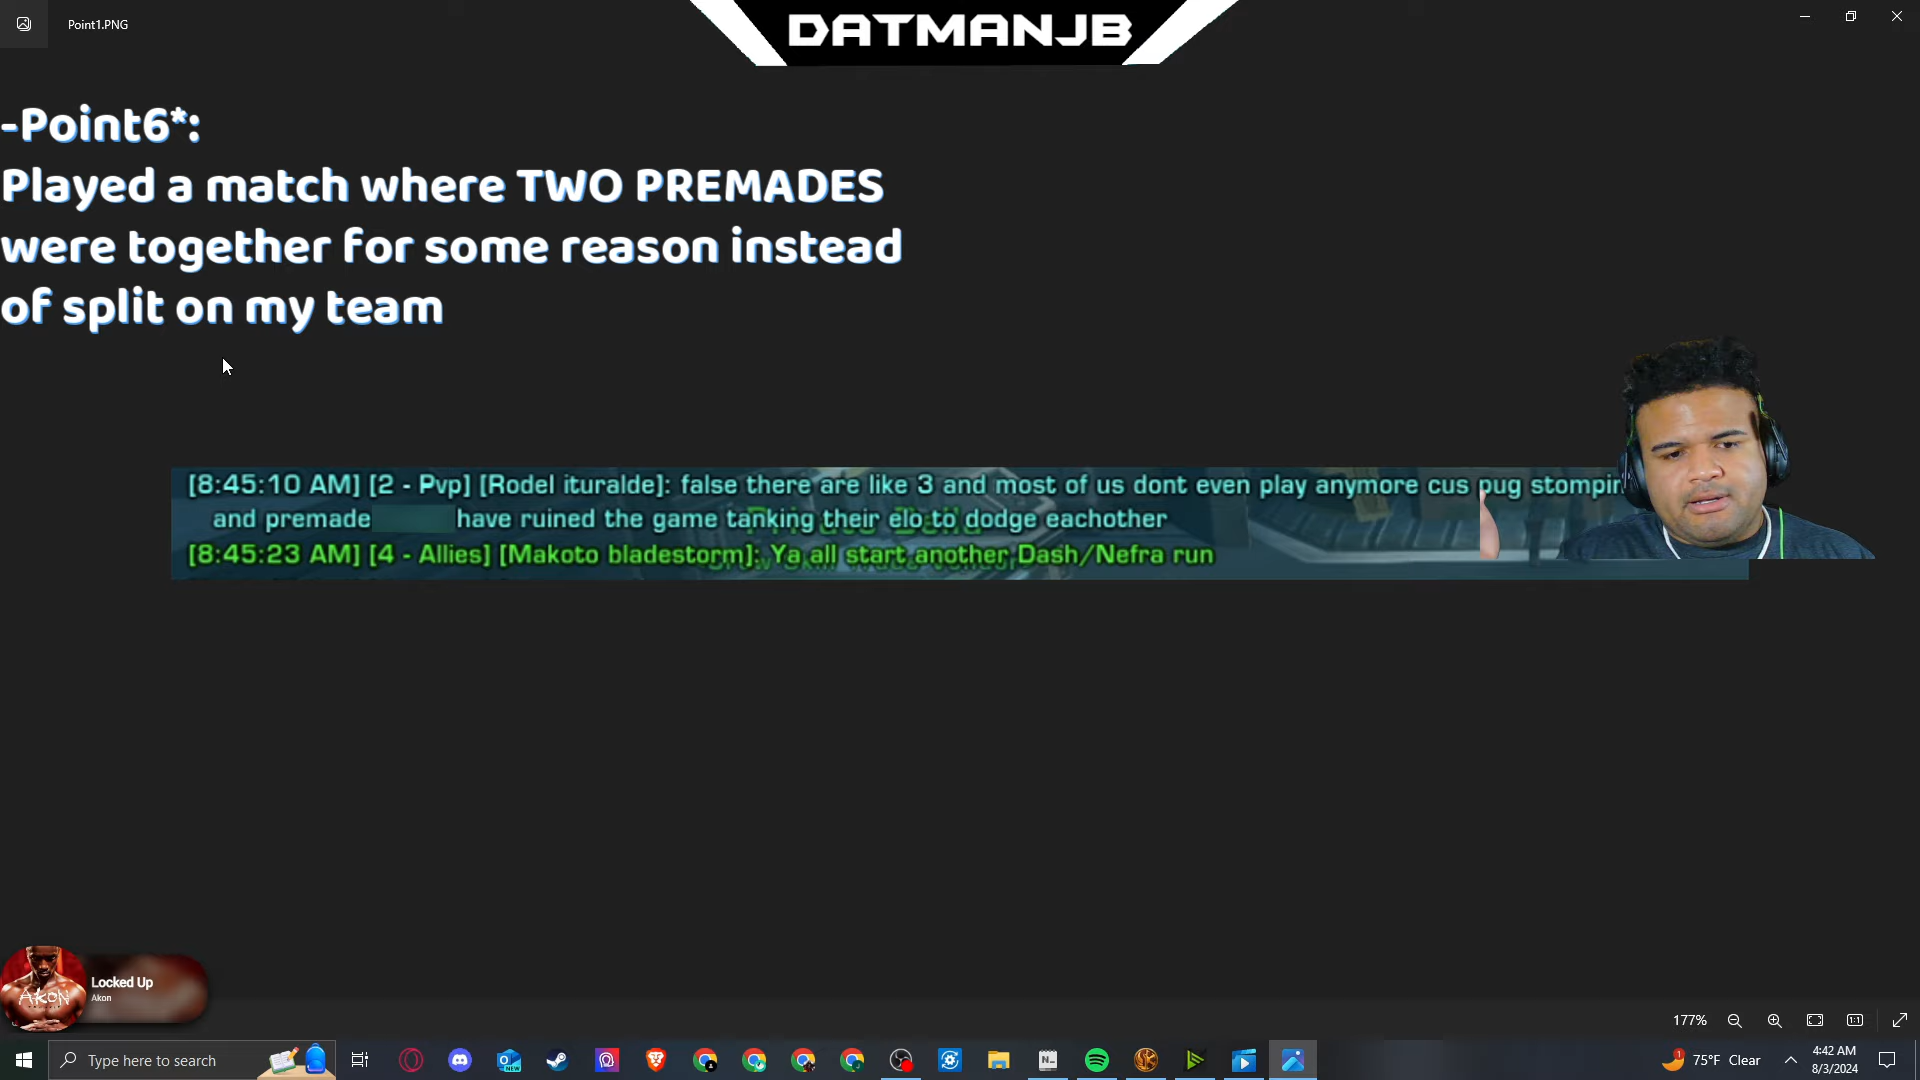 Point1.PNG
DATMANJB
-Point6*:
Played a match where TWO PREMADES
were together for some reason instead
of split on my team
[8:45:10 AM] [2 - Pvp] [Rodel ituralde]: false there are like 3 and most of us dont even play anymore cus pug
and premade have ruined the game tanking their elo to dodge eachother
[8:45:23 AM] [4 - Allies] [Makoto bladestorm]: Ya all start another Dash/Nefra run
AKON
Locked Up
Akon
177%
Type here to search
NEW
1
75°F Clear
4:42 AM
8/3/2024